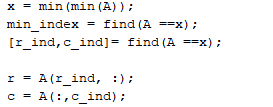 x = min(min(A));
min_index = find(A ==x);
[r_ind,c_ind]= find(A ==x);
r = A(r_ind, :);
c = A(:,c_ind);